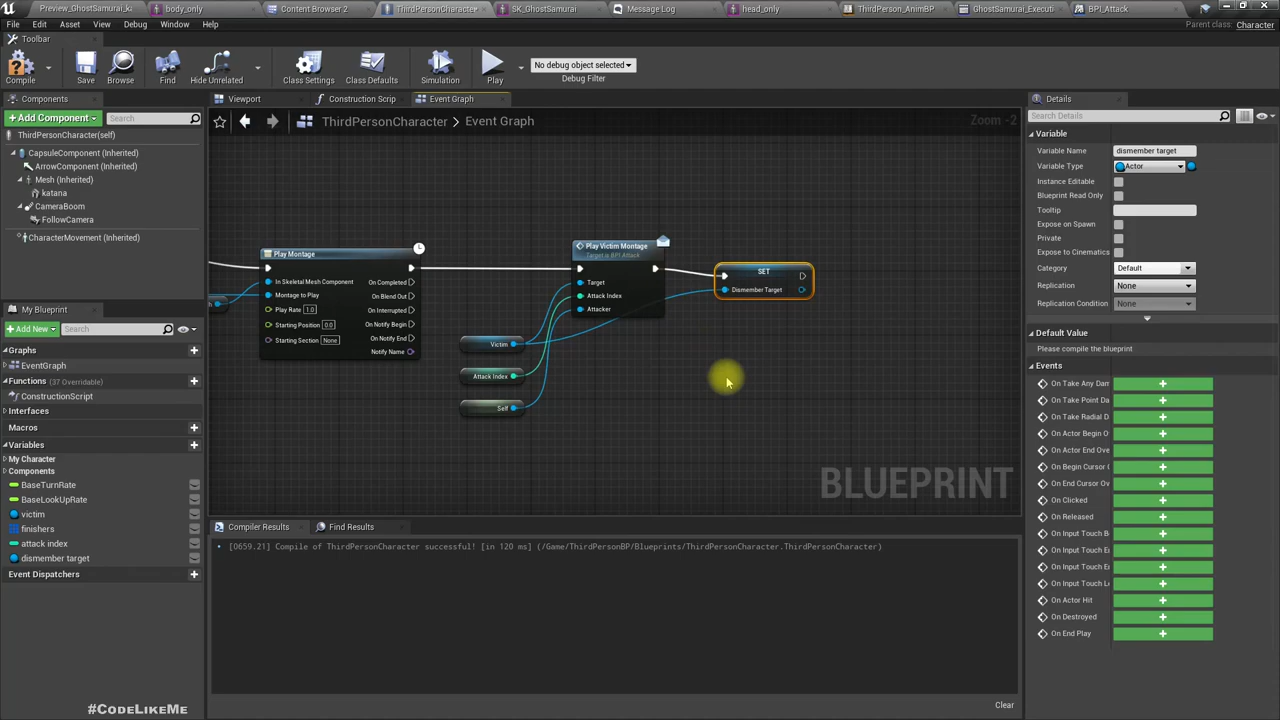 Preview_GhostSamurai_ka
body_only
Content Browser 2
ThirdPersonCharacter
SK_GhostSamurai
Message Log
head_only
ThirdPerson_AnimBP
GhostSamurai_Executi
BPI_Attack
File
Edit
Asset
View
Debug
Window
Help
Parent class: Character
Toolbar
Compile
Save
Browse
Find
Hide Unrelated
Class Settings
Class Defaults
Simulation
Play
No debug object selected
Debug Filter
Components
+ Add Component
Search
ThirdPersonCharacter(self)
CapsuleComponent (Inherited)
ArrowComponent (Inherited)
Mesh (Inherited)
katana
CameraBoom
FollowCamera
CharacterMovement (Inherited)
My Blueprint
+ Add New
Search
Graphs
EventGraph
Functions (37 Overridable)
ConstructionScript
Interfaces
Macros
Variables
My Character
Components
BaseTurnRate
BaseLookUpRate
victim
finishers
attack index
dismember target
Event Dispatchers
Viewport
Construction Scrip
Event Graph
ThirdPersonCharacter > Event Graph
Zoom -2
Play Montage
In Skeletal Mesh Component
Montage to Play
Play Rate 1.0
Starting Position 0.0
Starting Section None
On Completed
On Blend Out
On Interrupted
On Notify Begin
On Notify End
Notify Name
Play Victim Montage
Target is BPI Attack
Target
Attack Index
Attacker
Victim
Attack Index
Self
SET
Dismember Target
BLUEPRINT
Compiler Results
Find Results
[0659.21] Compile of ThirdPersonCharacter successful! [in 120 ms] (/Game/ThirdPersonBP/Blueprints/ThirdPersonCharacter.ThirdPersonCharacter)
Clear
Details
Search Details
Variable
Variable Name dismember target
Variable Type Actor
Instance Editable
Blueprint Read Only
Tooltip
Expose on Spawn
Private
Expose to Cinematics
Category Default
Replication None
Replication Condition None
Default Value
Please compile the blueprint
Events
On Take Any Dam
On Take Point Da
On Take Radial D
On Actor Begin O
On Actor End Ove
On Begin Cursor
On End Cursor Ov
On Clicked
On Released
On Input Touch B
On Input Touch E
On Input Touch E
On Input Touch L
On Actor Hit
On Destroyed
On End Play
#CodeLikeMe